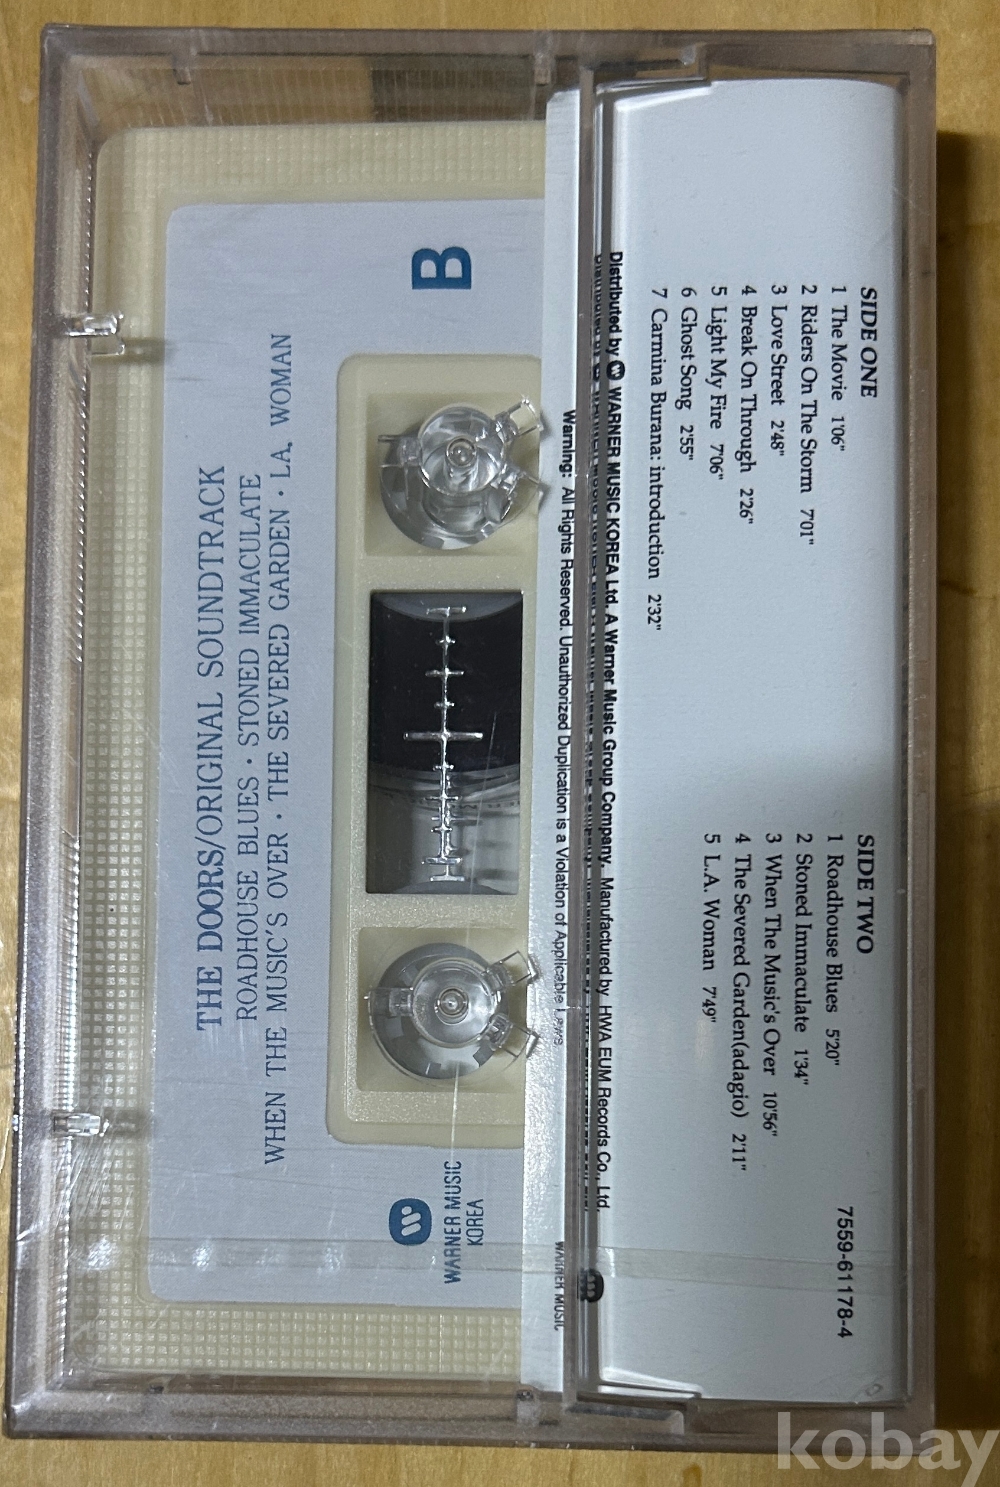 SIDE ONE
1 The Movie 1'06"
2 Riders On The Storm 7'01"
3 Love Street 2'48"
4 Break On Through 2'26"
5 Light My Fire 7'06"
6 Ghost Song 2'55"
7 Carmina Burana: introduction 2'32"
SIDE TWO
1 Roadhouse Blues 5'20"
2 Stoned Immaculate 1'34"
3 When The Music's Over 10'56"
4 The Severed Garden(adagio) 2'11"
5 L.A. Woman 7'49"
7559-61178-4
Distributed by WARNER MUSIC KOREA Ltd. A Warner Music Group Company. Manufactured by HWA EUM Records Co., Ltd.
Warning: All Rights Reserved. Unauthorized Duplication is a Violation of Applicable Laws.
WARNER MUSIC
B
THE DOORS/ORIGINAL SOUNDTRACK
ROADHOUSE BLUES · STONED IMMACULATE
WHEN THE MUSIC'S OVER · THE SEVERED GARDEN · L.A. WOMAN
WARNER MUSIC
KOREA
kobay